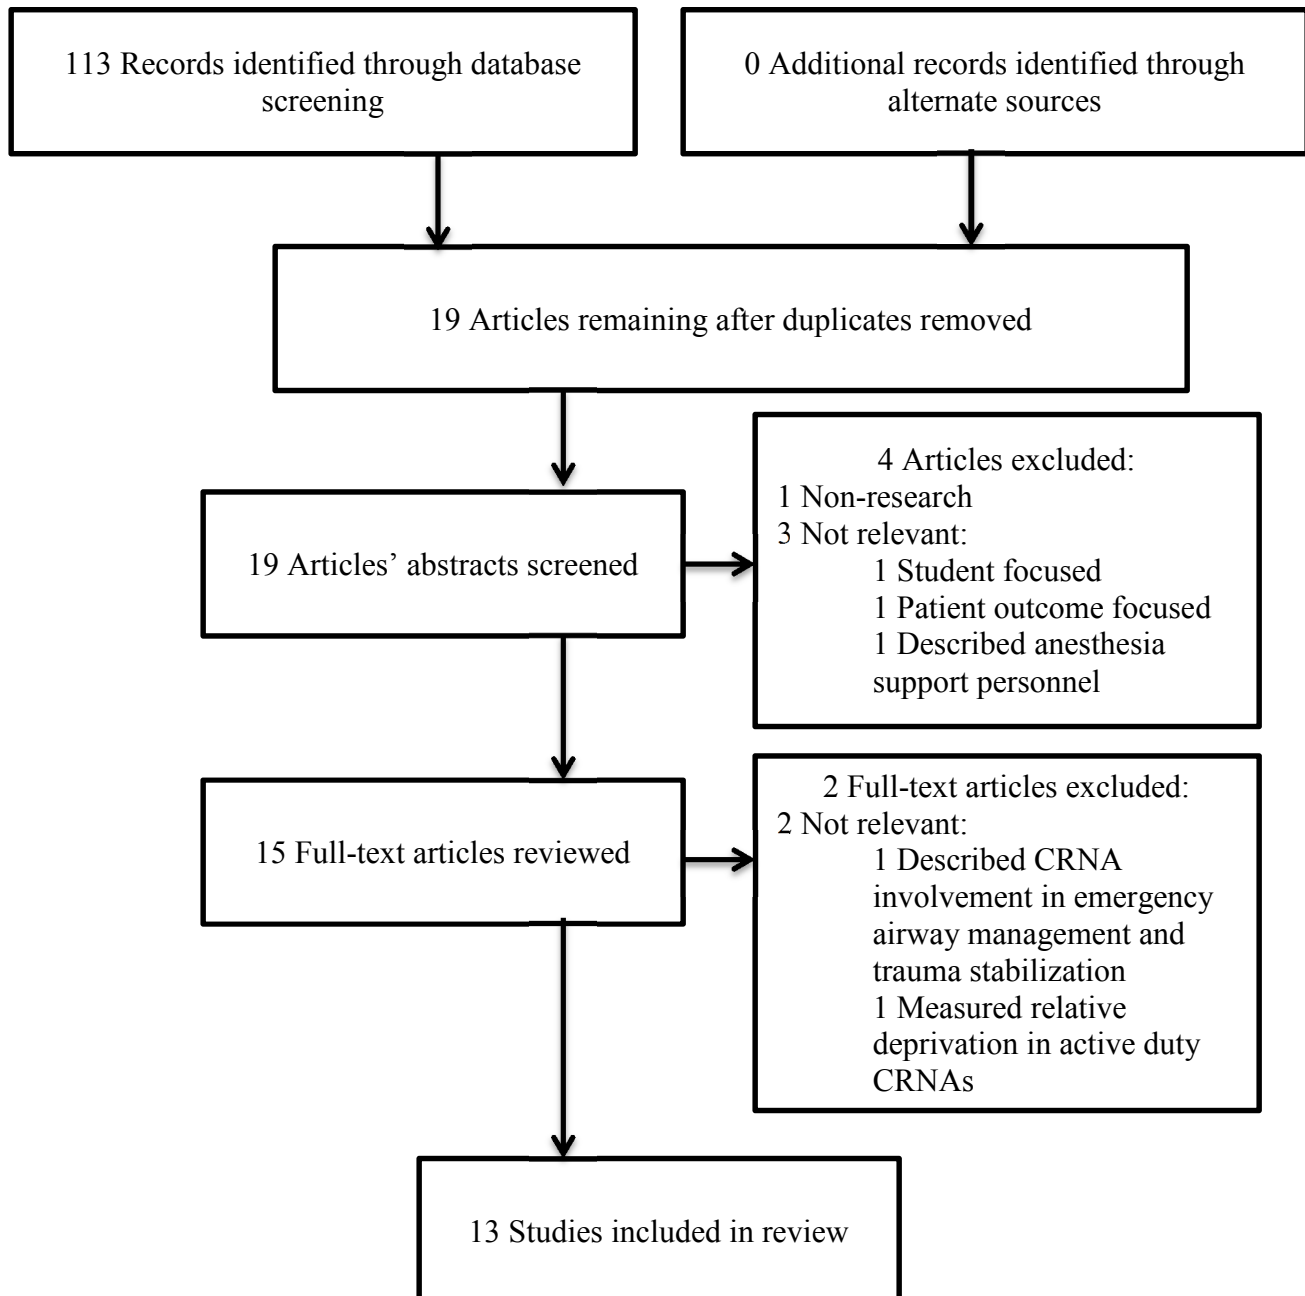 113 Records identified through database
screening
0 Additional records identified through
alternate sources
19 Articles remaining after duplicates removed
19 Articles’ abstracts screened
4 Articles excluded:
1 Non-research
3 Not relevant:
1 Student focused
1 Patient outcome focused
1 Described anesthesia
support personnel
15 Full-text articles reviewed
2 Full-text articles excluded:
2 Not relevant:
1 Described CRNA
involvement in emergency
airway management and
trauma stabilization
1 Measured relative
deprivation in active duty
CRNAs
13 Studies included in review